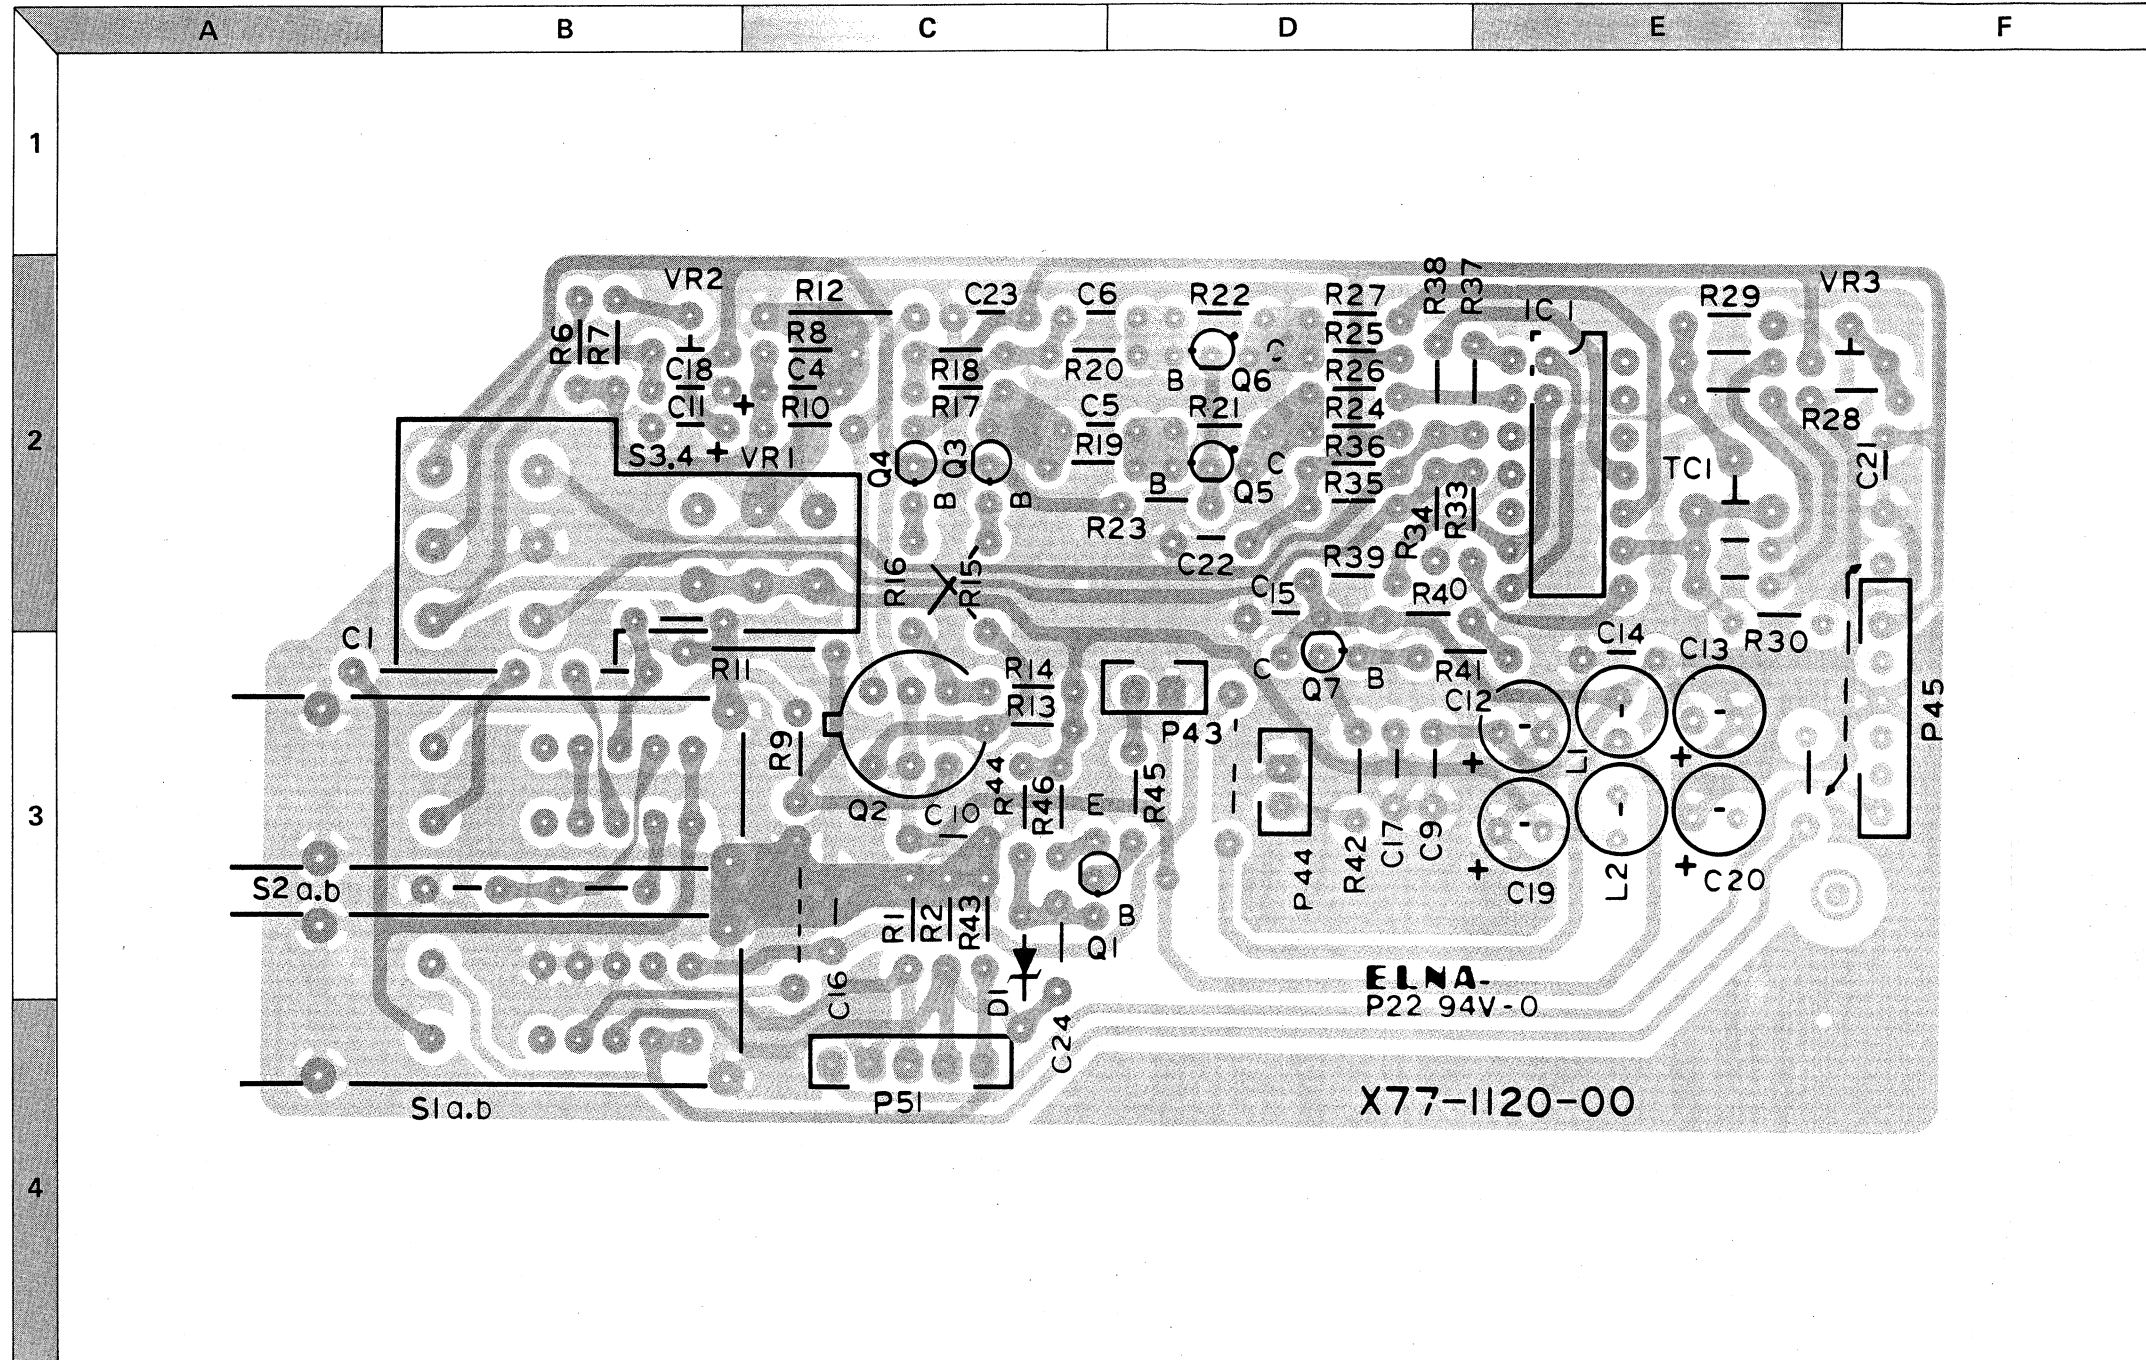 A B C D E F
1
VR2 R12 C23 C6 R22 R27 R38 R37 IC1 R29 VR3
R6 R7 R8 R25
C18 C4 R18 R20 B Q6 C R26
C11 + R10 R17 C5 R21 R24 R28
2
S3.4 + VR1 Q4 Q3 R19 C R36 TC1 C21
B B B Q5 R35 R34 R33
R23
R16 R15 C22 R39
C15 R40
C1 R11 R14 C Q7 B R41 C14 C13 R30
R13 C12 P45
R9 P43 + L1 +
3
Q2 C10 R44 R46 E R45
P44 R42 C17 C9 + C19 L2 + C20
S2 a.b
R1 R2 R43 B Q1
C16 D1 C24
ELNA-
P22 94V-0
P51 X77-1120-00
S1 a.b
4